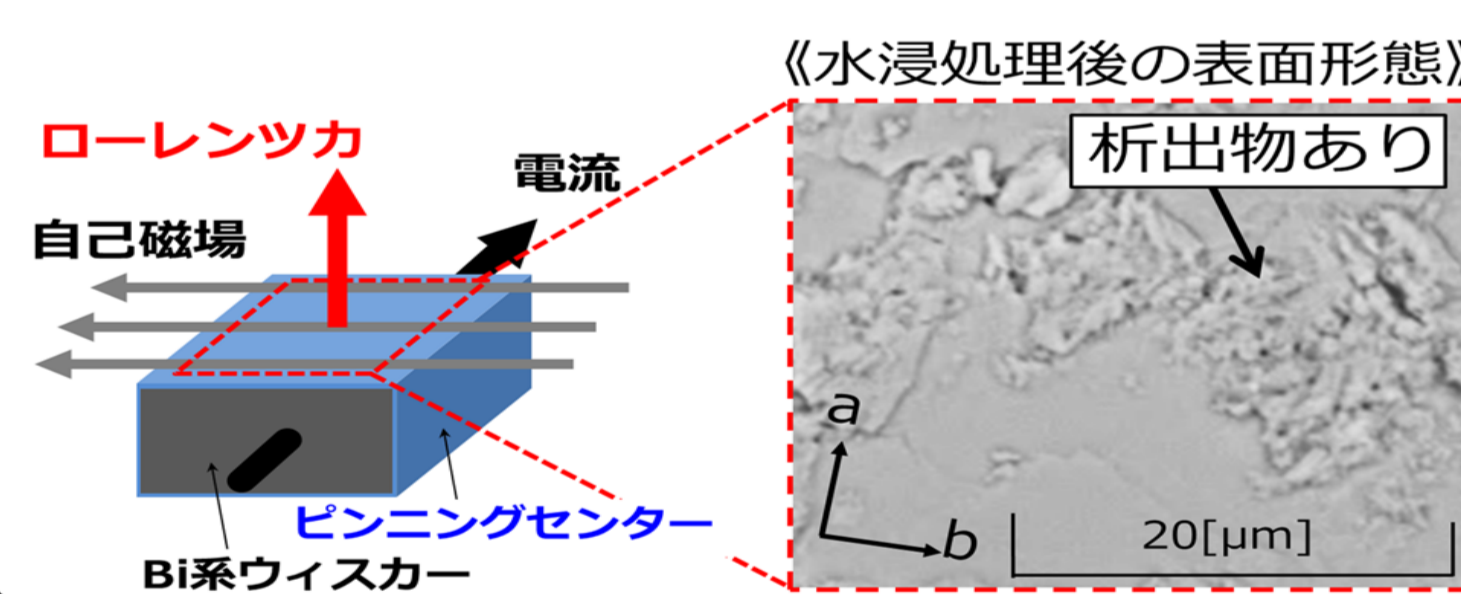 《水浸処理後の表面形態》
ローレンツ力
電流
自己磁場
析出物あり
a
b
20[μm]
ピンニングセンター
Bi系ウィスカー